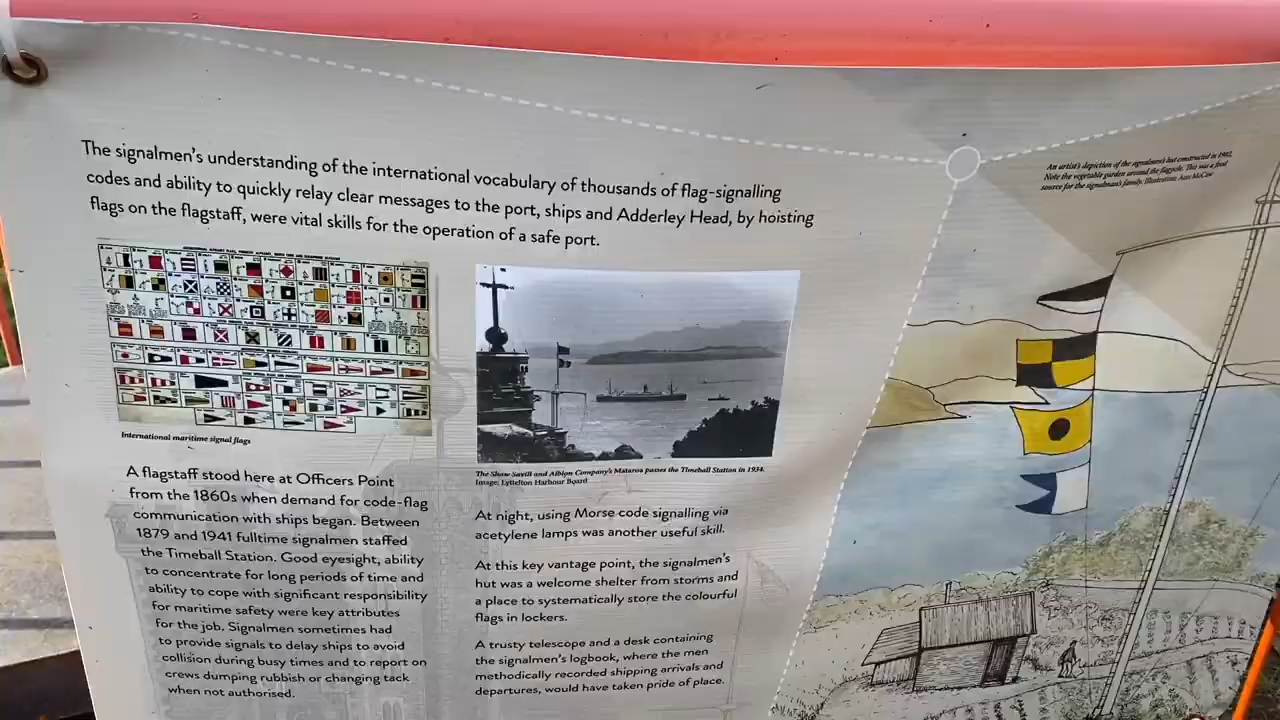 The signalmen's understanding of the international vocabulary of thousands of flag-signalling
codes and ability to quickly relay clear messages to the port, ships and Adderley Head, by hoisting
flags on the flagstaff, were vital skills for the operation of a safe port.
International maritime signal flags
A flagstaff stood here at Officers Point
from the 1860s when demand for code-flag
communication with ships began. Between
1879 and 1941 fulltime signalmen staffed
the Timeball Station. Good eyesight, ability
to concentrate for long periods of time and
ability to cope with significant responsibility
for maritime safety were key attributes
for the job. Signalmen sometimes had
to provide signals to delay ships to avoid
collision during busy times and to report on
crews dumping rubbish or changing tack
when not authorised.
The Shaw Savill and Albion Company's Mataroa passes the Timeball Station in 1934.
Image: Lyttelton Harbour Board
At night, using Morse code signalling via
acetylene lamps was another useful skill.
At this key vantage point, the signalmen's
hut was a welcome shelter from storms and
a place to systematically store the colourful
flags in lockers.
A trusty telescope and a desk containing
the signalmen's logbook, where the men
methodically recorded shipping arrivals and
departures, would have taken pride of place.
An artist's depiction of the signalmen's hut constructed in 1902.
Note the vegetable garden around the flagpole. This was a food
source for the signalman's family. Illustration: Ann McCaw